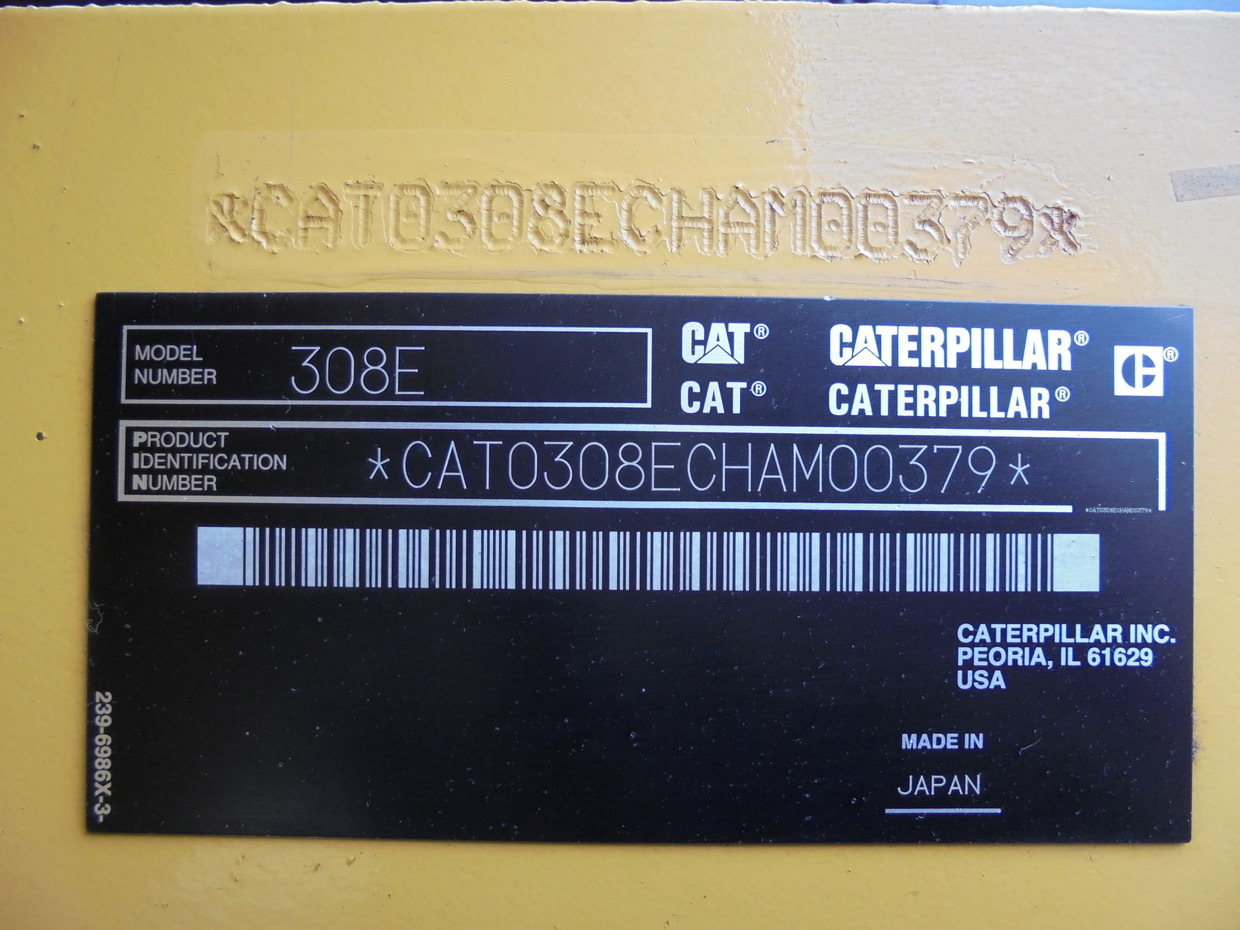 *CAT0308ECHAM00379*
MODEL NUMBER 308E
CAT® CATERPILLAR®
CAT® CATERPILLAR®
C®
PRODUCT IDENTIFICATION NUMBER *CAT0308ECHAM00379*
*CAT0308ECHAM00379*
CATERPILLAR INC.
PEORIA, IL 61629
USA
MADE IN
JAPAN
239-6986X-3-